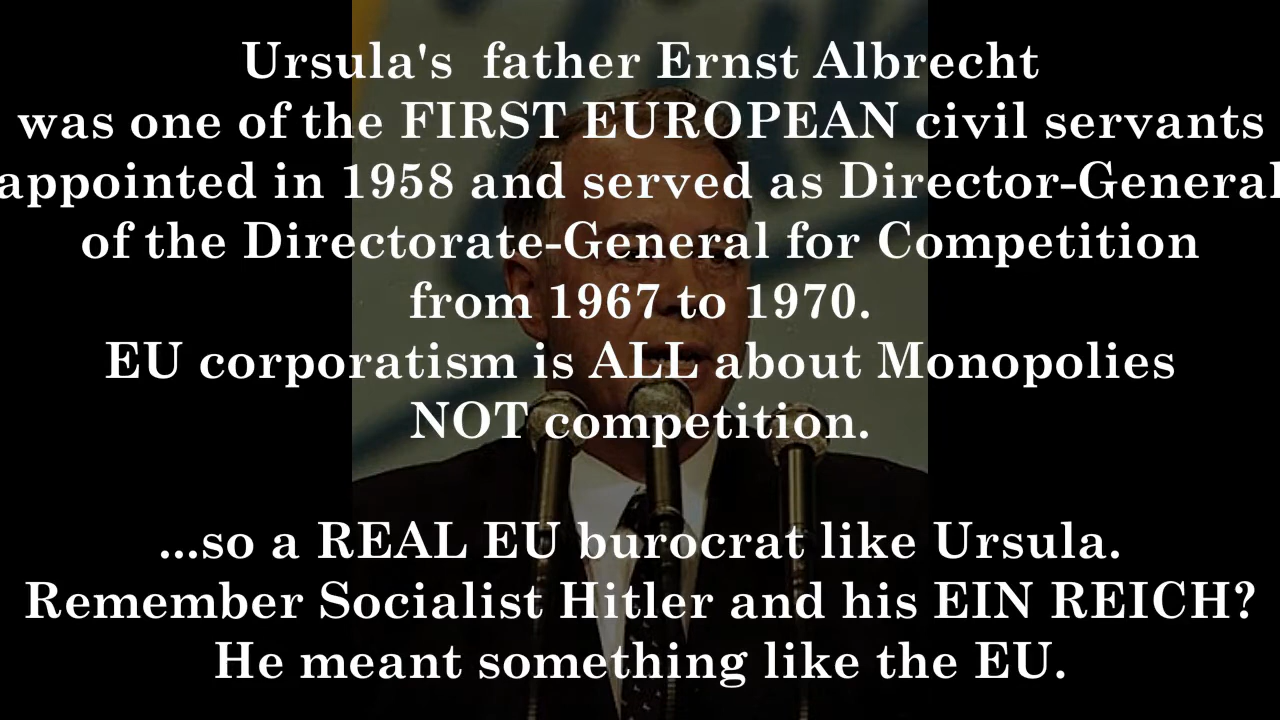 Ursula's father Ernst Albrecht
was one of the FIRST EUROPEAN civil servants
appointed in 1958 and served as Director-General
of the Directorate-General for Competition
from 1967 to 1970.
EU corporatism is ALL about Monopolies
NOT competition.
...so a REAL EU burocrat like Ursula.
Remember Socialist Hitler and his EIN REICH?
He meant something like the EU.